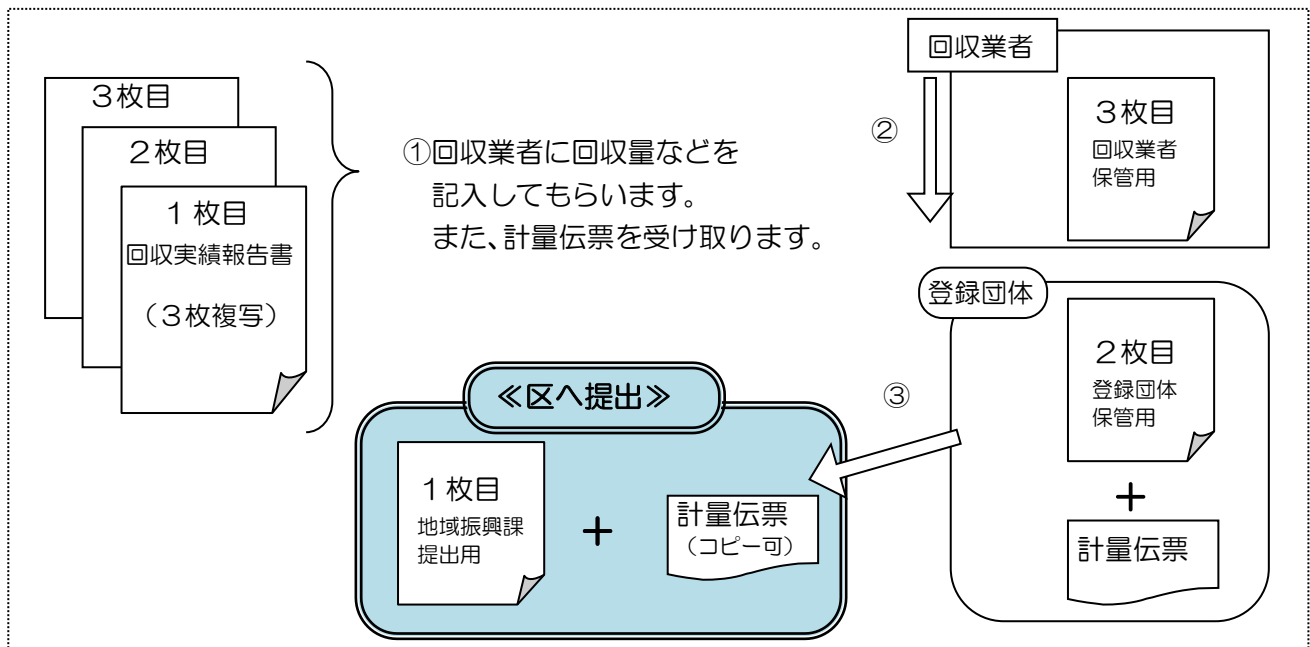 3枚目
2枚目
1枚目
回収実績報告書
(3枚複写)
①回収業者に回収量などを
記入してもらいます。
また、計量伝票を受け取ります。
回収業者
②
3枚目
回収業者
保管用
登録団体
2枚目
登録団体
保管用
+
計量伝票
③
≪区へ提出≫
1枚目
地域振興課
提出用
+
計量伝票
(コピー可)